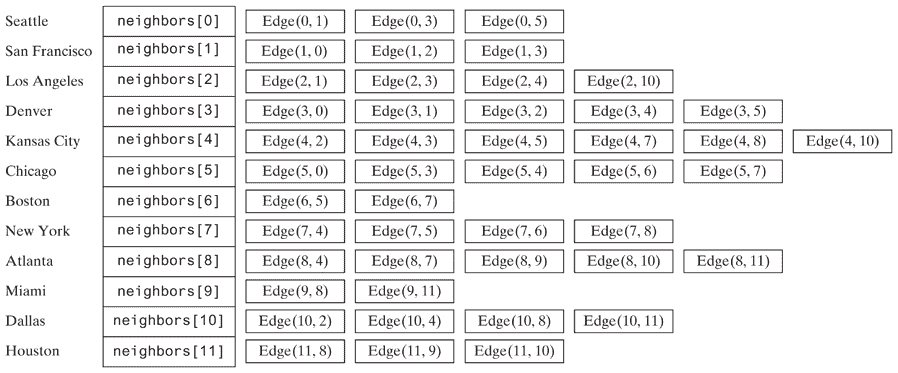 Seattle neighbors[0] Edge(0, 1) Edge(0, 3) Edge(0, 5)
San Francisco neighbors[1] Edge(1, 0) Edge(1, 2) Edge(1, 3)
Los Angeles neighbors[2] Edge(2, 1) Edge(2, 3) Edge(2, 4) Edge(2, 10)
Denver neighbors[3] Edge(3, 0) Edge(3, 1) Edge(3, 2) Edge(3, 4) Edge(3, 5)
Kansas City neighbors[4] Edge(4, 2) Edge(4, 3) Edge(4, 5) Edge(4, 7) Edge(4, 8) Edge(4, 10)
Chicago neighbors[5] Edge(5, 0) Edge(5, 3) Edge(5, 4) Edge(5, 6) Edge(5, 7)
Boston neighbors[6] Edge(6, 5) Edge(6, 7)
New York neighbors[7] Edge(7, 4) Edge(7, 5) Edge(7, 6) Edge(7, 8)
Atlanta neighbors[8] Edge(8, 4) Edge(8, 7) Edge(8, 9) Edge(8, 10) Edge(8, 11)
Miami neighbors[9] Edge(9, 8) Edge(9, 11)
Dallas neighbors[10] Edge(10, 2) Edge(10, 4) Edge(10, 8) Edge(10, 11)
Houston neighbors[11] Edge(11, 8) Edge(11, 9) Edge(11, 10)